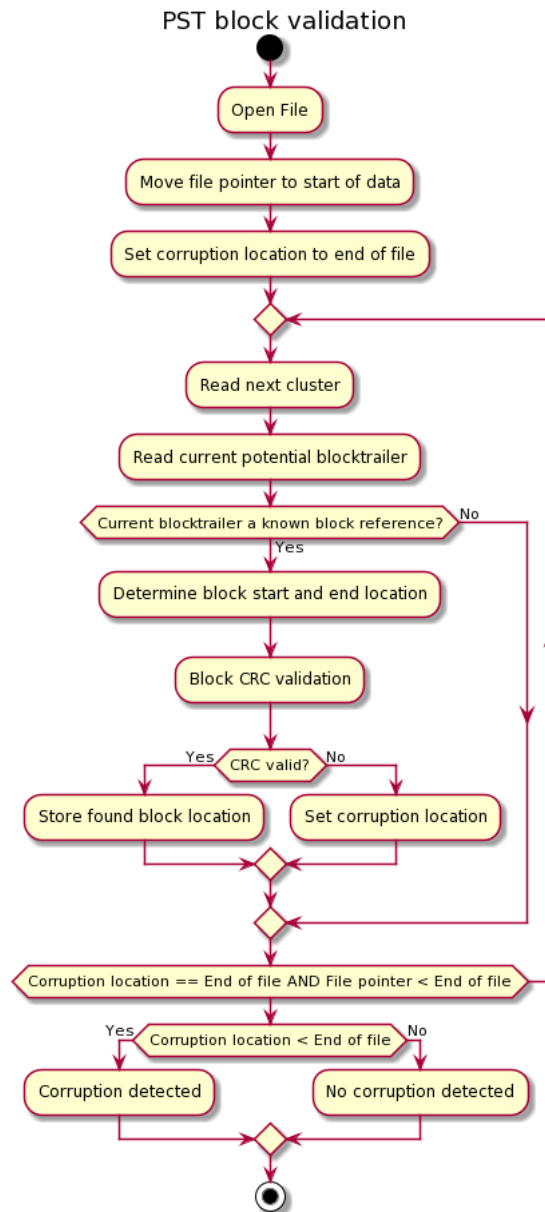 PST block validation
Open File
Move file pointer to start of data
Set corruption location to end of file
Read next cluster
Read current potential blocktrailer
Current blocktrailer a known block reference?
No
Yes
Determine block start and end location
Block CRC validation
Yes
CRC valid?
No
Store found block location
Set corruption location
Corruption location == End of file AND File pointer < End of file
Yes
Corruption location < End of file
No
Corruption detected
No corruption detected